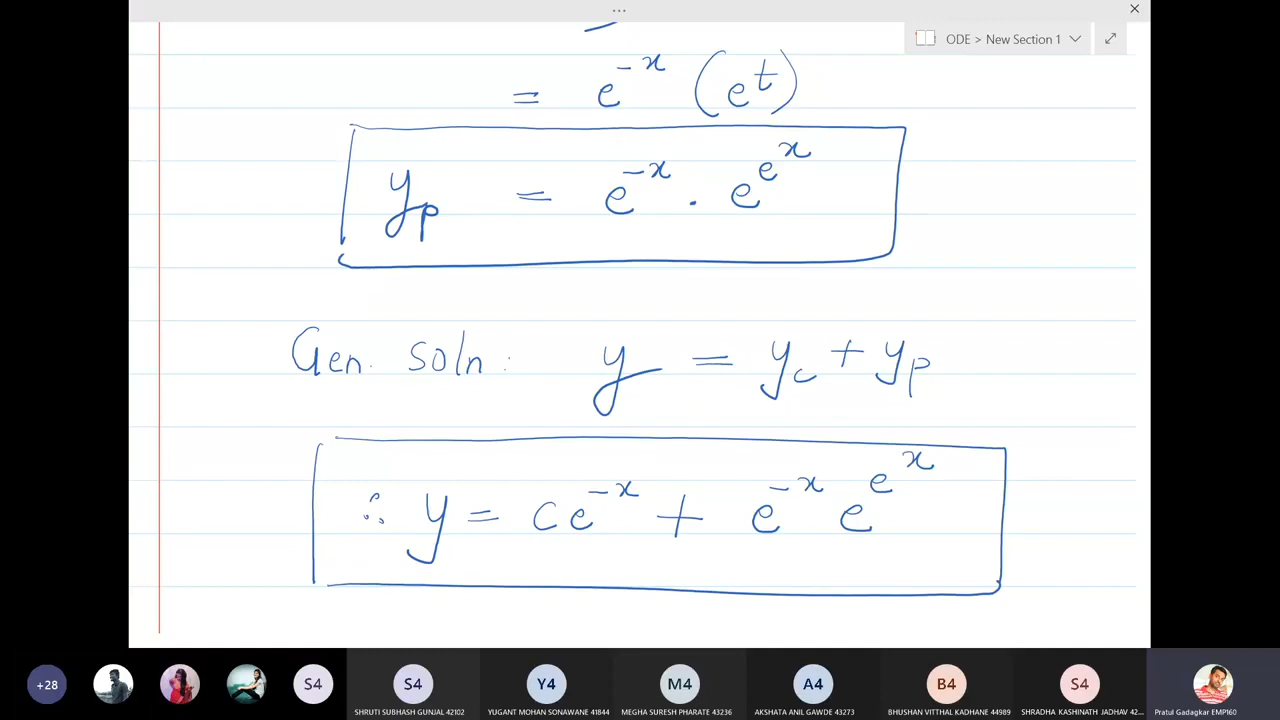 ODE > New Section 1
= e^{-x} (e^t)
y_p = e^{-x} . e^{e^x}
Gen. soln: y = y_c + y_p
∴ y = ce^{-x} + e^{-x} e^{e^x}
+28
S4
S4
Y4
M4
A4
B4
S4
SHRUTI SUBHASH GUNJAL 42102
YUGANT MOHAN SONAWANE 41844
MEGHA SURESH PHARATE 43236
AKSHATA ANIL GAWDE 43273
BHUSHAN VITTHAL KADHANE 44989
SHRADHA KASHINATH JADHAV 42...
Pratul Gadagkar EMP160